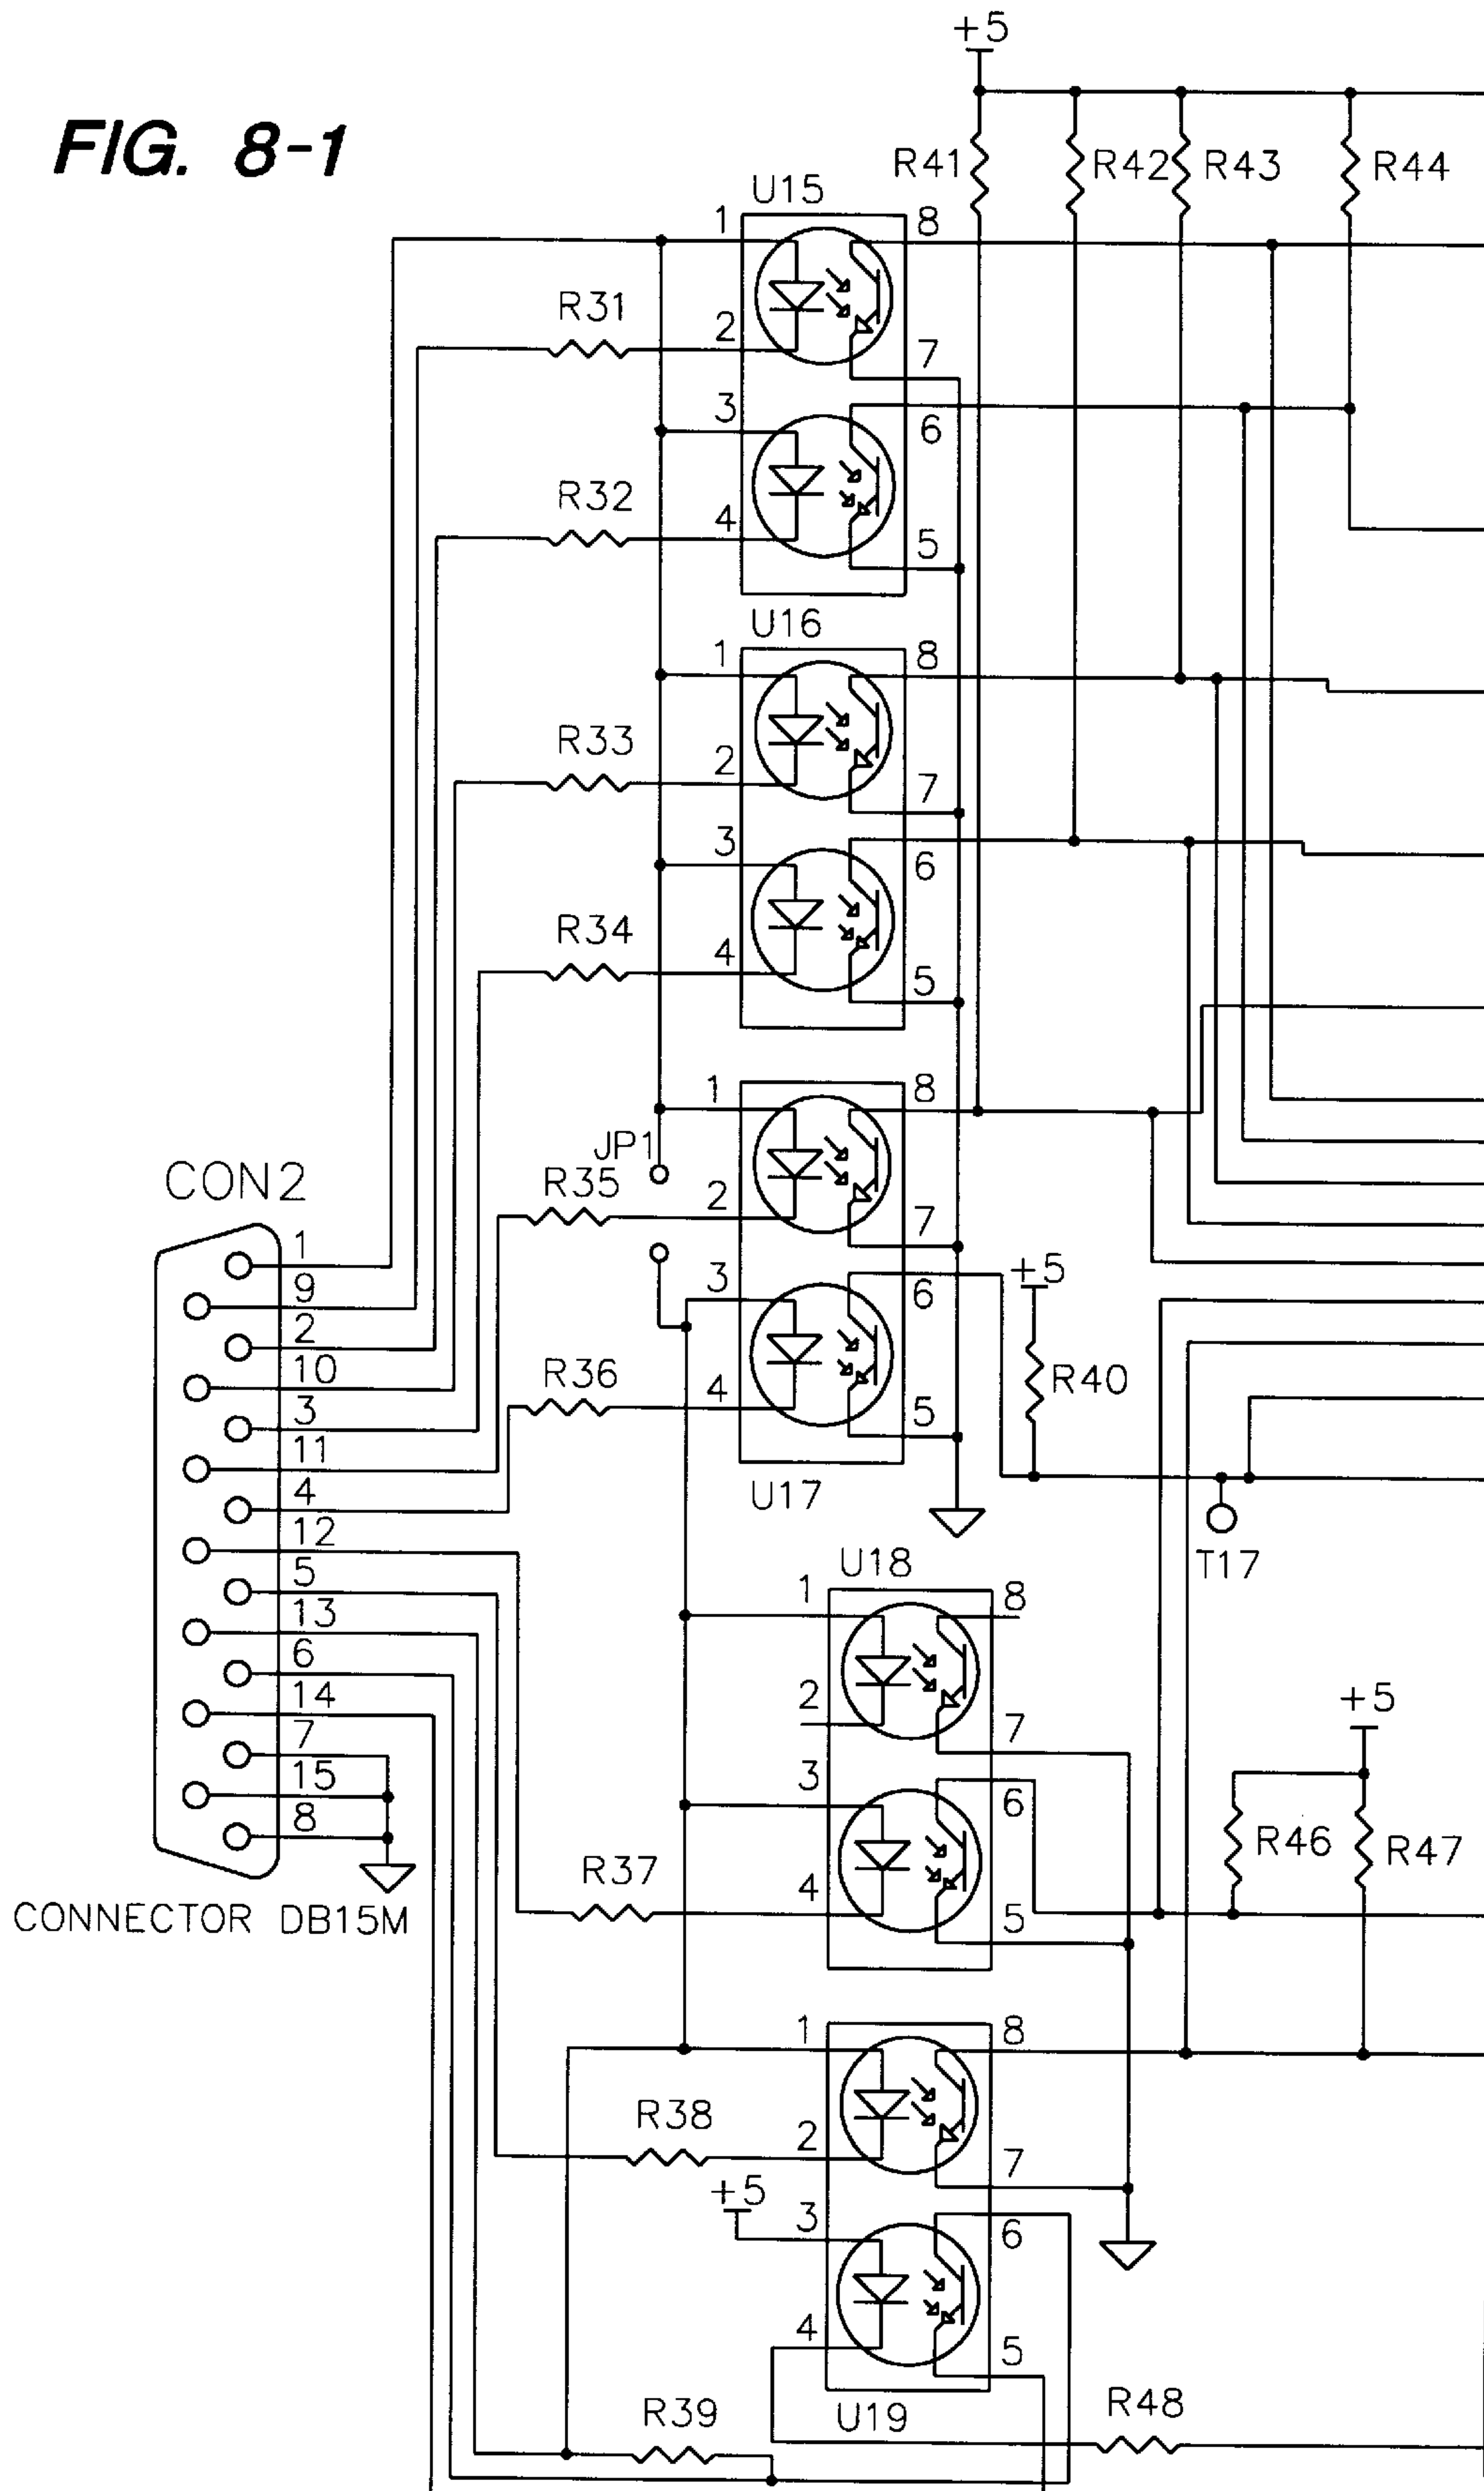 +5
FIG. 8-1
R41
R42
R43
R44
U15
1
8
R31
2
7
3
6
R32
4
5
U16
1
8
R33
2
7
3
6
R34
4
5
1
8
JP1
CON2
R35
2
7
1
9
2
10
3
11
4
12
5
13
6
14
7
15
8
3
6
+5
R36
4
5
R40
U17
T17
U18
1
8
2
7
+5
3
6
R46
R47
R37
4
5
CONNECTOR DB15M
1
8
R38
2
7
+5
3
6
4
5
R39
U19
R48